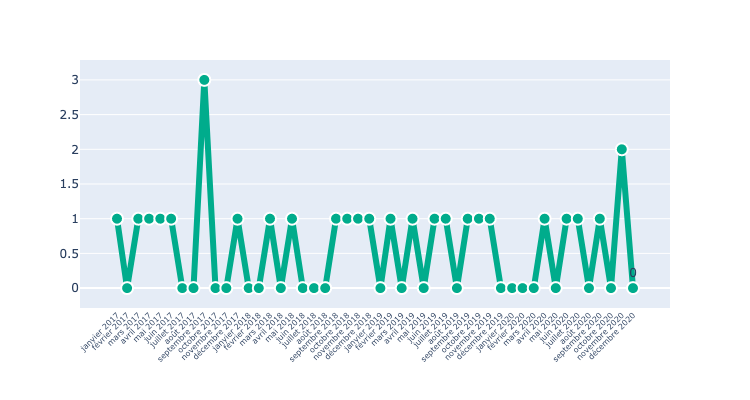 3
2.5
2
1.5
1
0.5
0
0
janvier 2017
février 2017
mars 2017
avril 2017
mai 2017
juin 2017
juillet 2017
août 2017
septembre 2017
octobre 2017
novembre 2017
décembre 2017
janvier 2018
février 2018
mars 2018
avril 2018
mai 2018
juin 2018
juillet 2018
août 2018
septembre 2018
octobre 2018
novembre 2018
décembre 2018
janvier 2019
février 2019
mars 2019
avril 2019
mai 2019
juin 2019
juillet 2019
août 2019
septembre 2019
octobre 2019
novembre 2019
décembre 2019
janvier 2020
février 2020
mars 2020
avril 2020
mai 2020
juin 2020
juillet 2020
août 2020
septembre 2020
octobre 2020
novembre 2020
décembre 2020